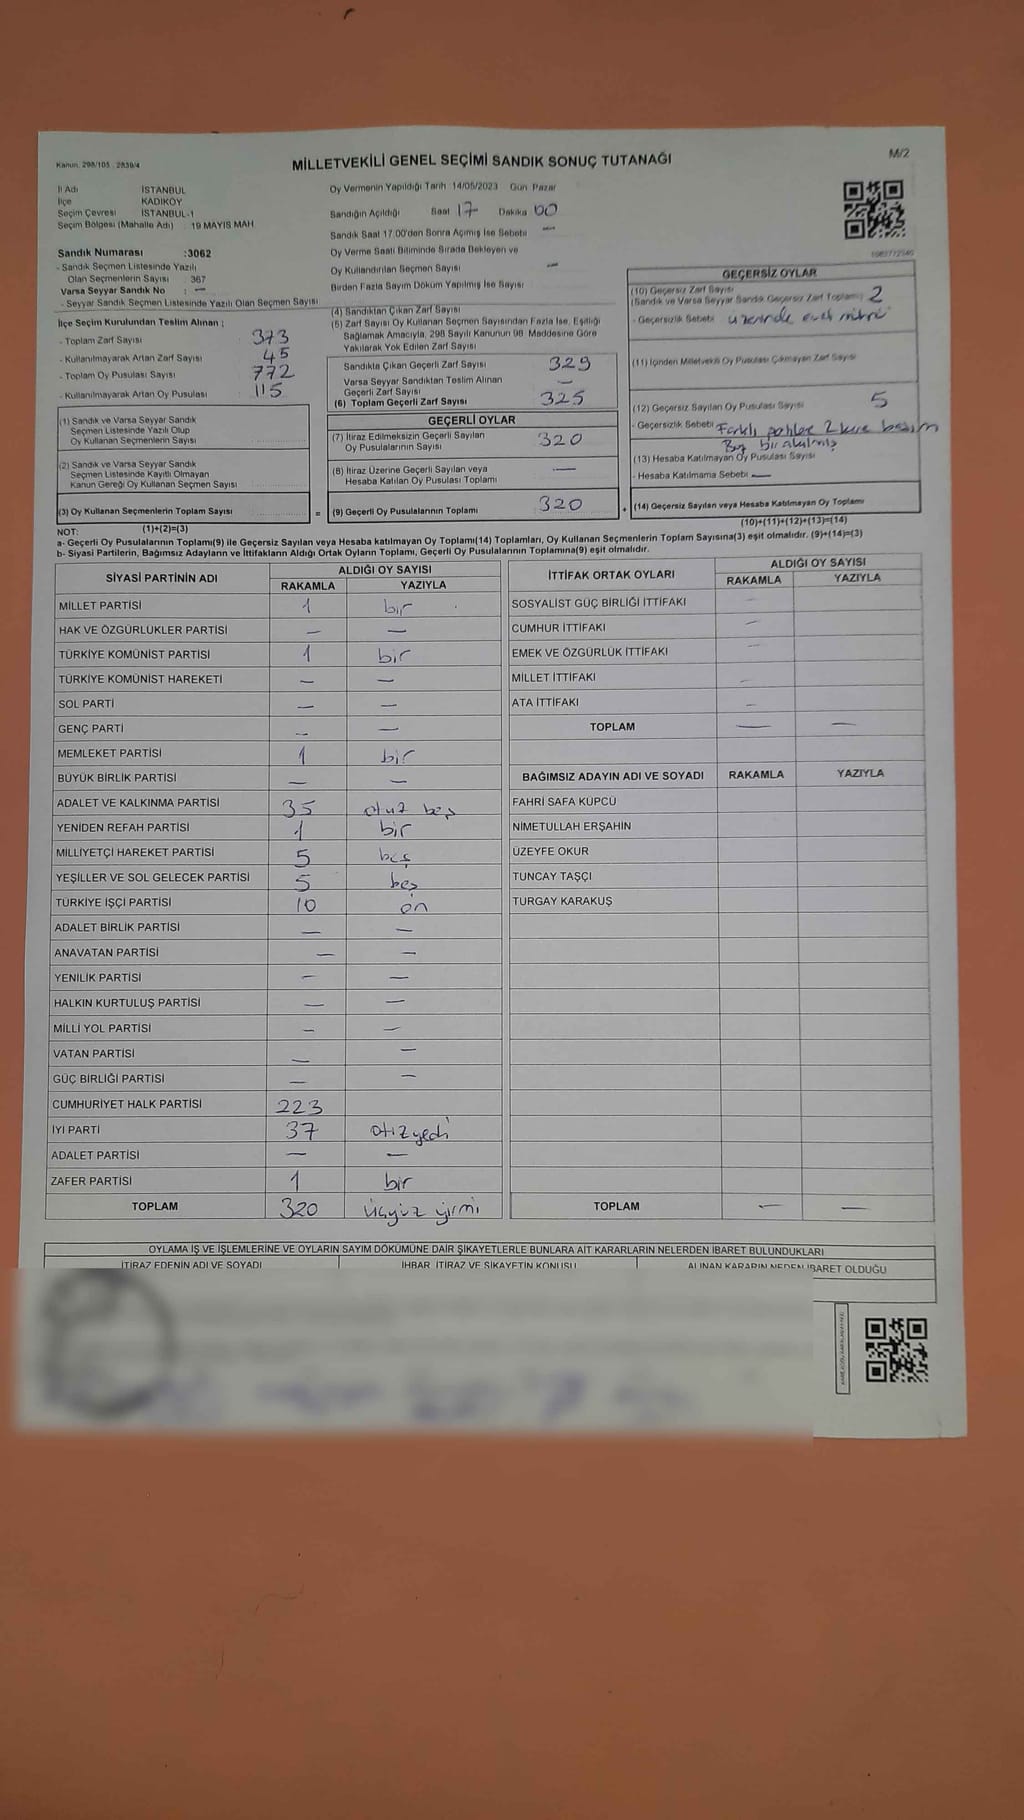 Kanun. 298/105 . 2839/4
MİLLETVEKİLİ GENEL SEÇİMİ SANDIK SONUÇ TUTANAĞI
M/2
İl Adı İSTANBUL
İlçe KADIKÖY
Seçim Çevresi İSTANBUL-1
Seçim Bölgesi (Mahalle Adı) : 19 MAYIS MAH
Oy Vermenin Yapıldığı Tarih 14/05/2023 Gün Pazar
Sandığın Açıldığı Saat 17 Dakika 00
Sandık Saat 17.00'den Sonra Açımış İse Sebebi —
Oy Verme Saati Bitiminde Sırada Bekleyen ve
Oy Kullandırılan Seçmen Sayısı —
Birden Fazla Sayım Döküm Yapılmış İse Sayısı
Sandık Numarası :3062
- Sandık Seçmen Listesinde Yazılı
Olan Seçmenlerin Sayısı : 367
Varsa Seyyar Sandık No : —
- Seyyar Sandık Seçmen Listesinde Yazılı Olan Seçmen Sayısı
İlçe Seçim Kurulundan Teslim Alınan ;
- Toplam Zarf Sayısı 373
- Kullanılmayarak Artan Zarf Sayısı 45
- Toplam Oy Pusulası Sayısı 772
- Kullanılmayarak Artan Oy Pusulası 115
(1) Sandık ve Varsa Seyyar Sandık
Seçmen Listesinde Yazılı Olup
Oy Kullanan Seçmenlerin Sayısı
(2) Sandık ve Varsa Seyyar Sandık
Seçmen Listesinde Kayıtlı Olmayan
Kanun Gereği Oy Kullanan Seçmen Sayısı
(3) Oy Kullanan Seçmenlerin Toplam Sayısı =
(1)+(2)=(3)
(4) Sandıktan Çıkan Zarf Sayısı
(5) Zarf Sayısı Oy Kullanan Seçmen Sayısından Fazla İse, Eşitliği
Sağlamak Amacıyla, 298 Sayılı Kanunun 98. Maddesine Göre
Yakılarak Yok Edilen Zarf Sayısı
Sandıkta Çıkan Geçerli Zarf Sayısı 329
Varsa Seyyar Sandıktan Teslim Alınan
Geçerli Zarf Sayısı —
(6) Toplam Geçerli Zarf Sayısı 325
GEÇERLİ OYLAR
(7) İtiraz Edilmeksizin Geçerli Sayılan
Oy Pusulalarının Sayısı 320
(8) İtiraz Üzerine Geçerli Sayılan veya
Hesaba Katılan Oy Pusulası Toplamı —
(9) Geçerli Oy Pusulalarının Toplamı 320 +
GEÇERSİZ OYLAR
(10) Geçersiz Zarf Sayısı
(Sandık ve Varsa Seyyar Sandık Geçersiz Zarf Toplamı) 2
- Geçersizlik Sebebi üzerinde evet mührü
(11) İçinden Milletvekili Oy Pusulası Çıkmayan Zarf Sayısı
(12) Geçersiz Sayılan Oy Pusulası Sayısı 5
- Geçersizlik Sebebi Farklı 2 kere basım
Boş bırakılmış
(13) Hesaba Katılmayan Oy Pusulası Sayısı
- Hesaba Katılmama Sebebi —
(14) Geçersiz Sayılan veya Hesaba Katılmayan Oy Toplamı
(10)+(11)+(12)+(13)=(14)
NOT:
a- Geçerli Oy Pusulalarının Toplamı(9) ile Geçersiz Sayılan veya Hesaba katılmayan Oy Toplamı(14) Toplamları, Oy Kullanan Seçmenlerin Toplam Sayısına(3) eşit olmalıdır. (9)+(14)=(3)
b- Siyasi Partilerin, Bağımsız Adayların ve İttifakların Aldığı Ortak Oyların Toplamı, Geçerli Oy Pusulalarının Toplamına(9) eşit olmalıdır.
SİYASİ PARTİNİN ADI ALDIĞI OY SAYISI
RAKAMLA YAZIYLA
MİLLET PARTİSİ 1 bir
HAK VE ÖZGÜRLÜKLER PARTİSİ — —
TÜRKİYE KOMÜNİST PARTİSİ 1 bir
TÜRKİYE KOMÜNİST HAREKETİ — —
SOL PARTİ — —
GENÇ PARTİ — —
MEMLEKET PARTİSİ 1 bir
BÜYÜK BİRLİK PARTİSİ — —
ADALET VE KALKINMA PARTİSİ 35 otuz beş
YENİDEN REFAH PARTİSİ 1 bir
MİLLİYETÇİ HAREKET PARTİSİ 5 beş
YEŞİLLER VE SOL GELECEK PARTİSİ 5 beş
TÜRKİYE İŞÇİ PARTİSİ 10 on
ADALET BİRLİK PARTİSİ — —
ANAVATAN PARTİSİ — —
YENİLİK PARTİSİ — —
HALKIN KURTULUŞ PARTİSİ — —
MİLLİ YOL PARTİSİ — —
VATAN PARTİSİ — —
GÜÇ BİRLİĞİ PARTİSİ — —
CUMHURİYET HALK PARTİSİ 223
İYİ PARTİ 37 otizyedi
ADALET PARTİSİ — —
ZAFER PARTİSİ 1 bir
TOPLAM 320 üçyüz yirmi
İTTİFAK ORTAK OYLARI ALDIĞI OY SAYISI
RAKAMLA YAZIYLA
SOSYALİST GÜÇ BİRLİĞİ İTTİFAKI —
CUMHUR İTTİFAKI —
EMEK VE ÖZGÜRLÜK İTTİFAKI —
MİLLET İTTİFAKI —
ATA İTTİFAKI —
TOPLAM — —
BAĞIMSIZ ADAYIN ADI VE SOYADI RAKAMLA YAZIYLA
FAHRİ SAFA KÜPCÜ
NİMETULLAH ERŞAHİN
ÜZEYFE OKUR
TUNCAY TAŞÇI
TURGAY KARAKUŞ
TOPLAM — —
OYLAMA İŞ VE İŞLEMLERİNE VE OYLARIN SAYIM DÖKÜMÜNE DAİR ŞİKAYETLERLE BUNLARA AİT KARARLARIN NELERDEN İBARET BULUNDUKLARI
İTİRAZ EDENİN ADI VE SOYADI İHBAR, İTİRAZ VE ŞİKAYETİN KONUSU ALINAN KARARIN NEDEN İBARET OLDUĞU